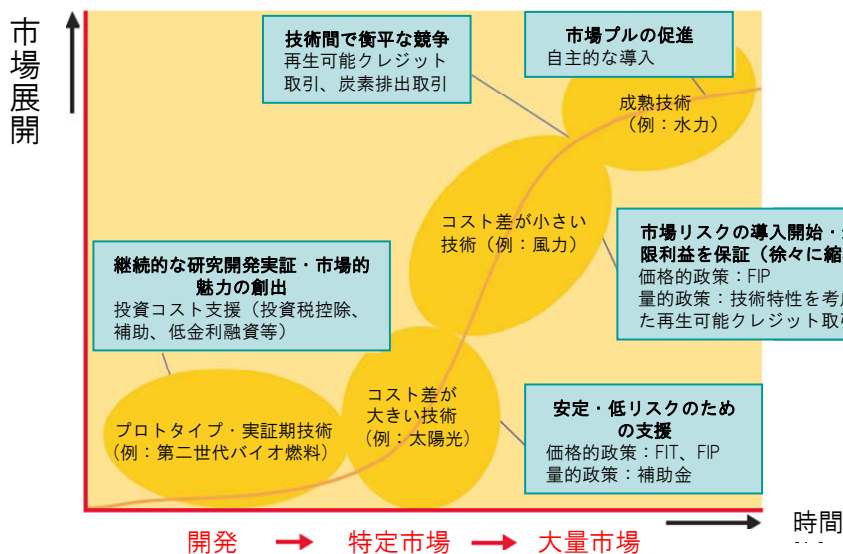 市場展開
技術間で衡平な競争
再生可能クレジット
取引、炭素排出取引
市場プルの促進
自主的な導入
成熟技術
（例：水力）
コスト差が小さい
技術（例：風力）
市場リスクの導入開始・
限利益を保証（徐々に縮
価格的政策：FIP
量的政策：技術特性を考
た再生可能クレジット取
継続的な研究開発実証・市場的
魅力の創出
投資コスト支援（投資税控除、
補助、低金利融資等）
プロトタイプ・実証期技術
（例：第二世代バイオ燃料）
コスト差が
大きい技術
（例：太陽光）
安定・低リスクのため
の支援
価格的政策：FIT、FIP
量的政策：補助金
時間
開発 → 特定市場 → 大量市場